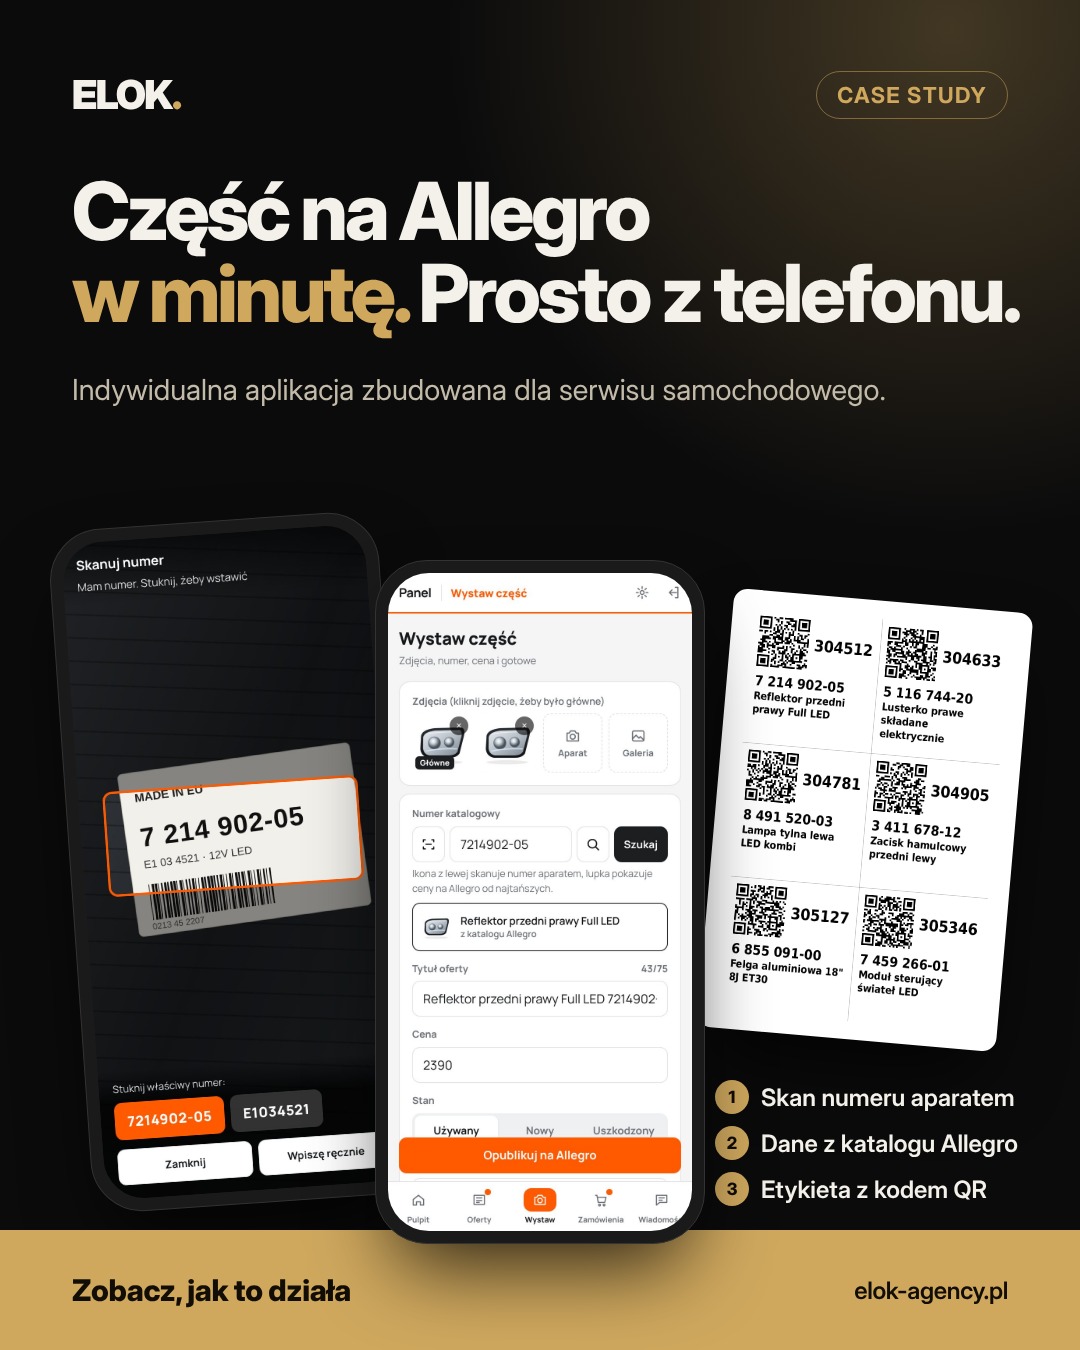 ELOK.
CASE STUDY
Część na Allegro
w minutę. Prosto z telefonu.
Indywidualna aplikacja zbudowana dla serwisu samochodowego.
Skanuj numer
Mam numer. Stuknij, żeby wstawić
MADE IN EU
7 214 902-05
E1 03 4521 · 12V LED
0213 45 2207
Stuknij właściwy numer:
7214902-05
E1034521
Zamknij
Wpiszę ręcznie
Panel
Wystaw część
Wystaw część
Zdjęcia, numer, cena i gotowe
Zdjęcia (kliknij zdjęcie, żeby było główne)
Główne
Aparat
Galeria
Numer katalogowy
7214902-05
Szukaj
Ikona z lewej skanuje numer aparatem, lupka pokazuje
ceny na Allegro od najtańszych.
Reflektor przedni prawy Full LED
z katalogu Allegro
Tytuł oferty
43/75
Reflektor przedni prawy Full LED 7214902-
Cena
2390
Stan
Używany
Nowy
Uszkodzony
Opublikuj na Allegro
Pulpit
Oferty
Wystaw
Zamówienia
Wiadomoś
304512
7 214 902-05
Reflektor przedni
prawy Full LED
304633
5 116 744-20
Lusterko prawe
składane
elektrycznie
304781
8 491 520-03
Lampa tylna lewa
LED kombi
304905
3 411 678-12
Zacisk hamulcowy
przedni lewy
305127
6 855 091-00
Felga aluminiowa 18"
8J ET30
305346
7 459 266-01
Moduł sterujący
świateł LED
1 Skan numeru aparatem
2 Dane z katalogu Allegro
3 Etykieta z kodem QR
Zobacz, jak to działa
elok-agency.pl